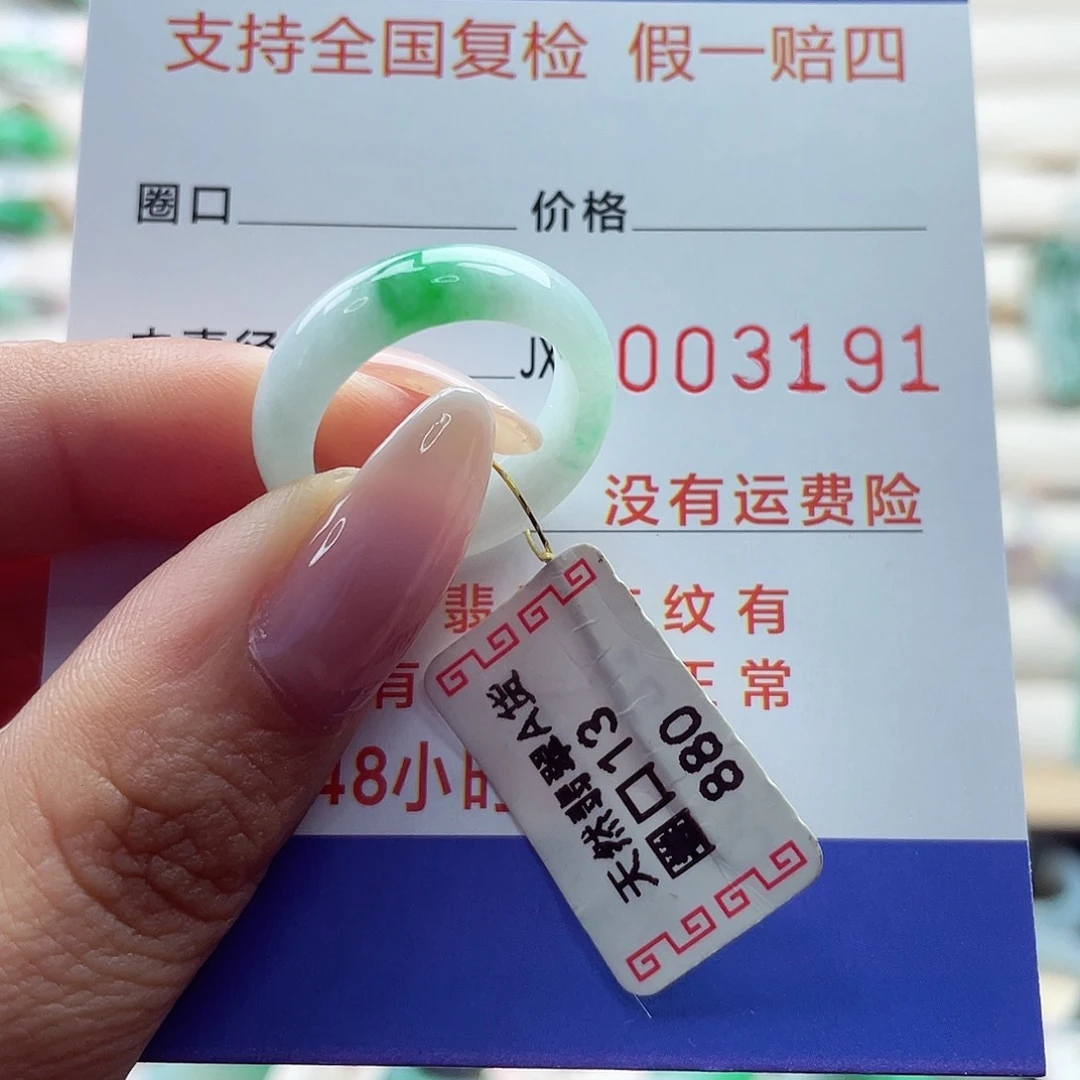 支持全国复检 假一赔四
圈口 价格
JX 003191
没有运费险
翡 纹有
有 正常
48小时
天然翡翠A货
圈口13
880